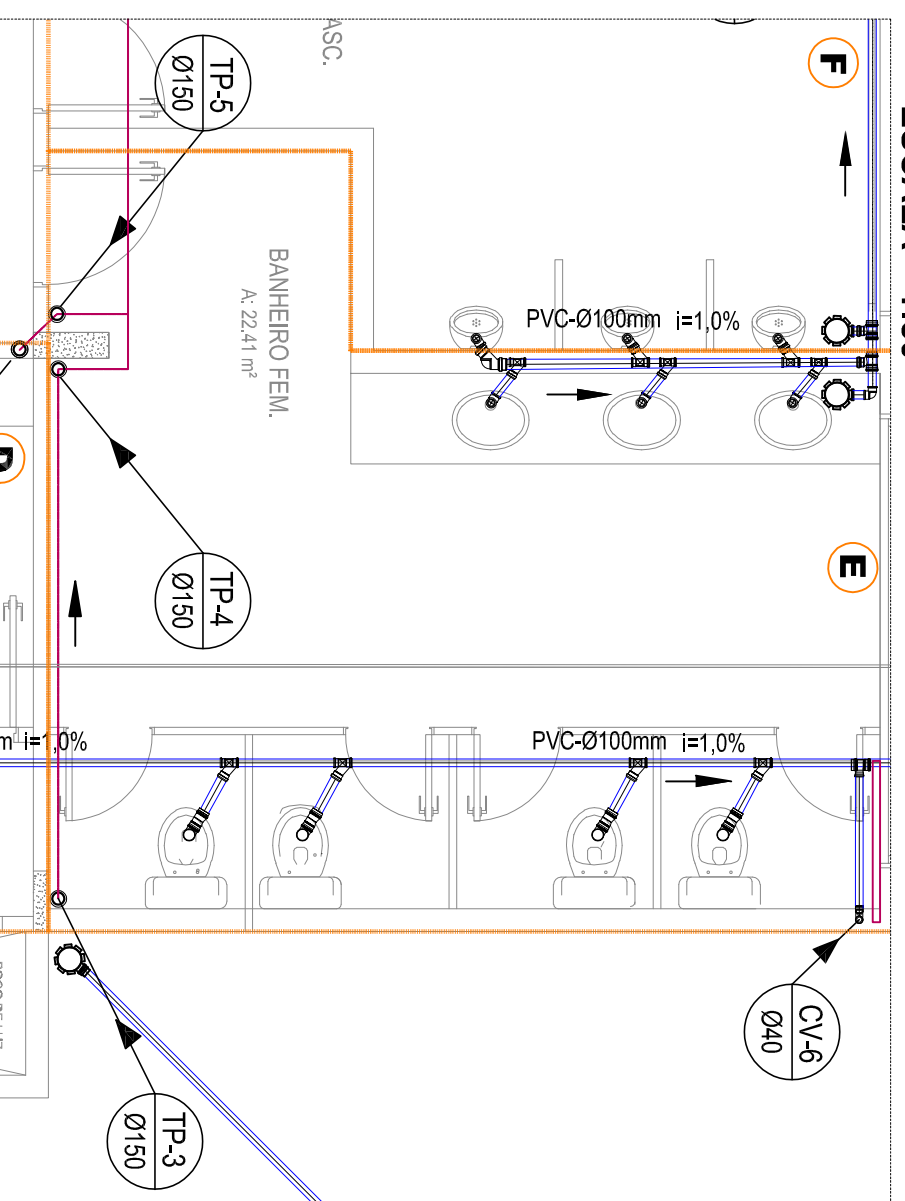 F
TP-5
Ø150
ASC.
BANHEIRO FEM.
A: 22.41 m²
PVC-Ø100mm i=1,0%
E
TP-4
Ø150
D
m i=1,0%
PVC-Ø100mm i=1,0%
CV-6
Ø40
TP-3
Ø150